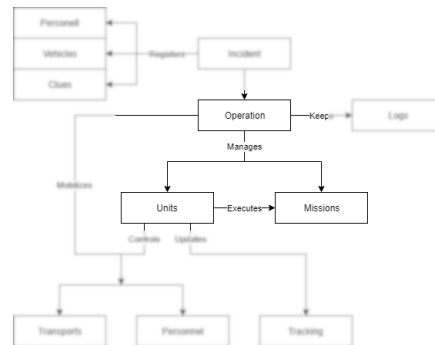 Personell
Vehicles
Clues
Registers
Incident
Operation
Keeps
Logs
Manages
Mobilizes
Units
Executes
Missions
Controls
Updates
Transports
Personnel
Tracking